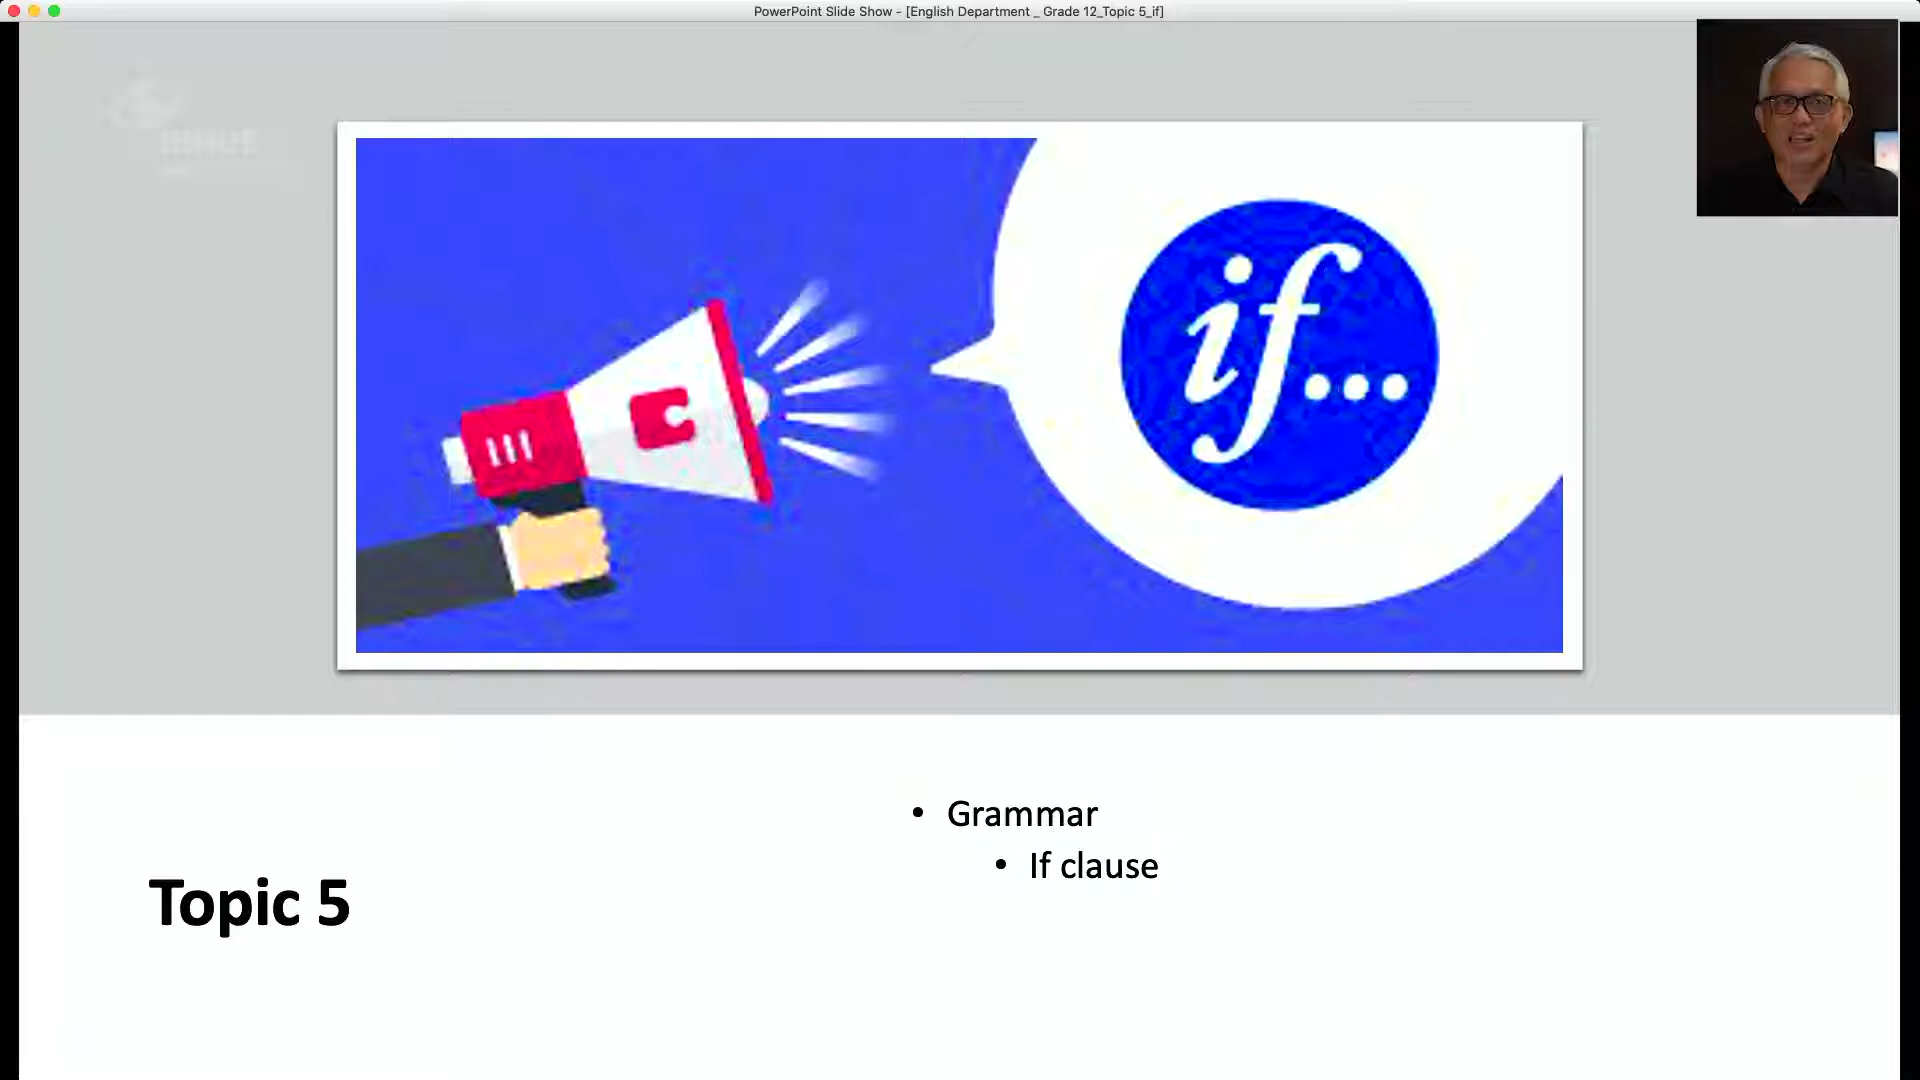 PowerPoint Slide Show - [English Department _ Grade 12_Topic 5_if]
if...
Topic 5
• Grammar
• If clause